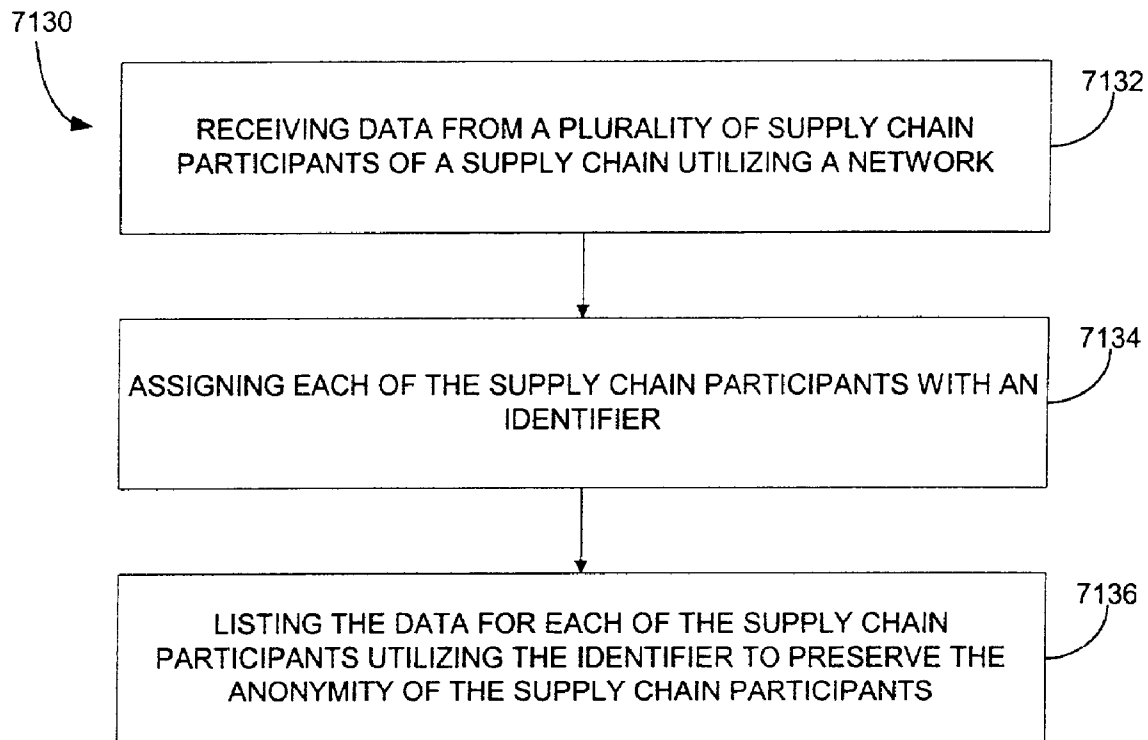 7130
7132
RECEIVING DATA FROM A PLURALITY OF SUPPLY CHAIN
PARTICIPANTS OF A SUPPLY CHAIN UTILIZING A NETWORK
7134
ASSIGNING EACH OF THE SUPPLY CHAIN PARTICIPANTS WITH AN
IDENTIFIER
7136
LISTING THE DATA FOR EACH OF THE SUPPLY CHAIN
PARTICIPANTS UTILIZING THE IDENTIFIER TO PRESERVE THE
ANONYMITY OF THE SUPPLY CHAIN PARTICIPANTS